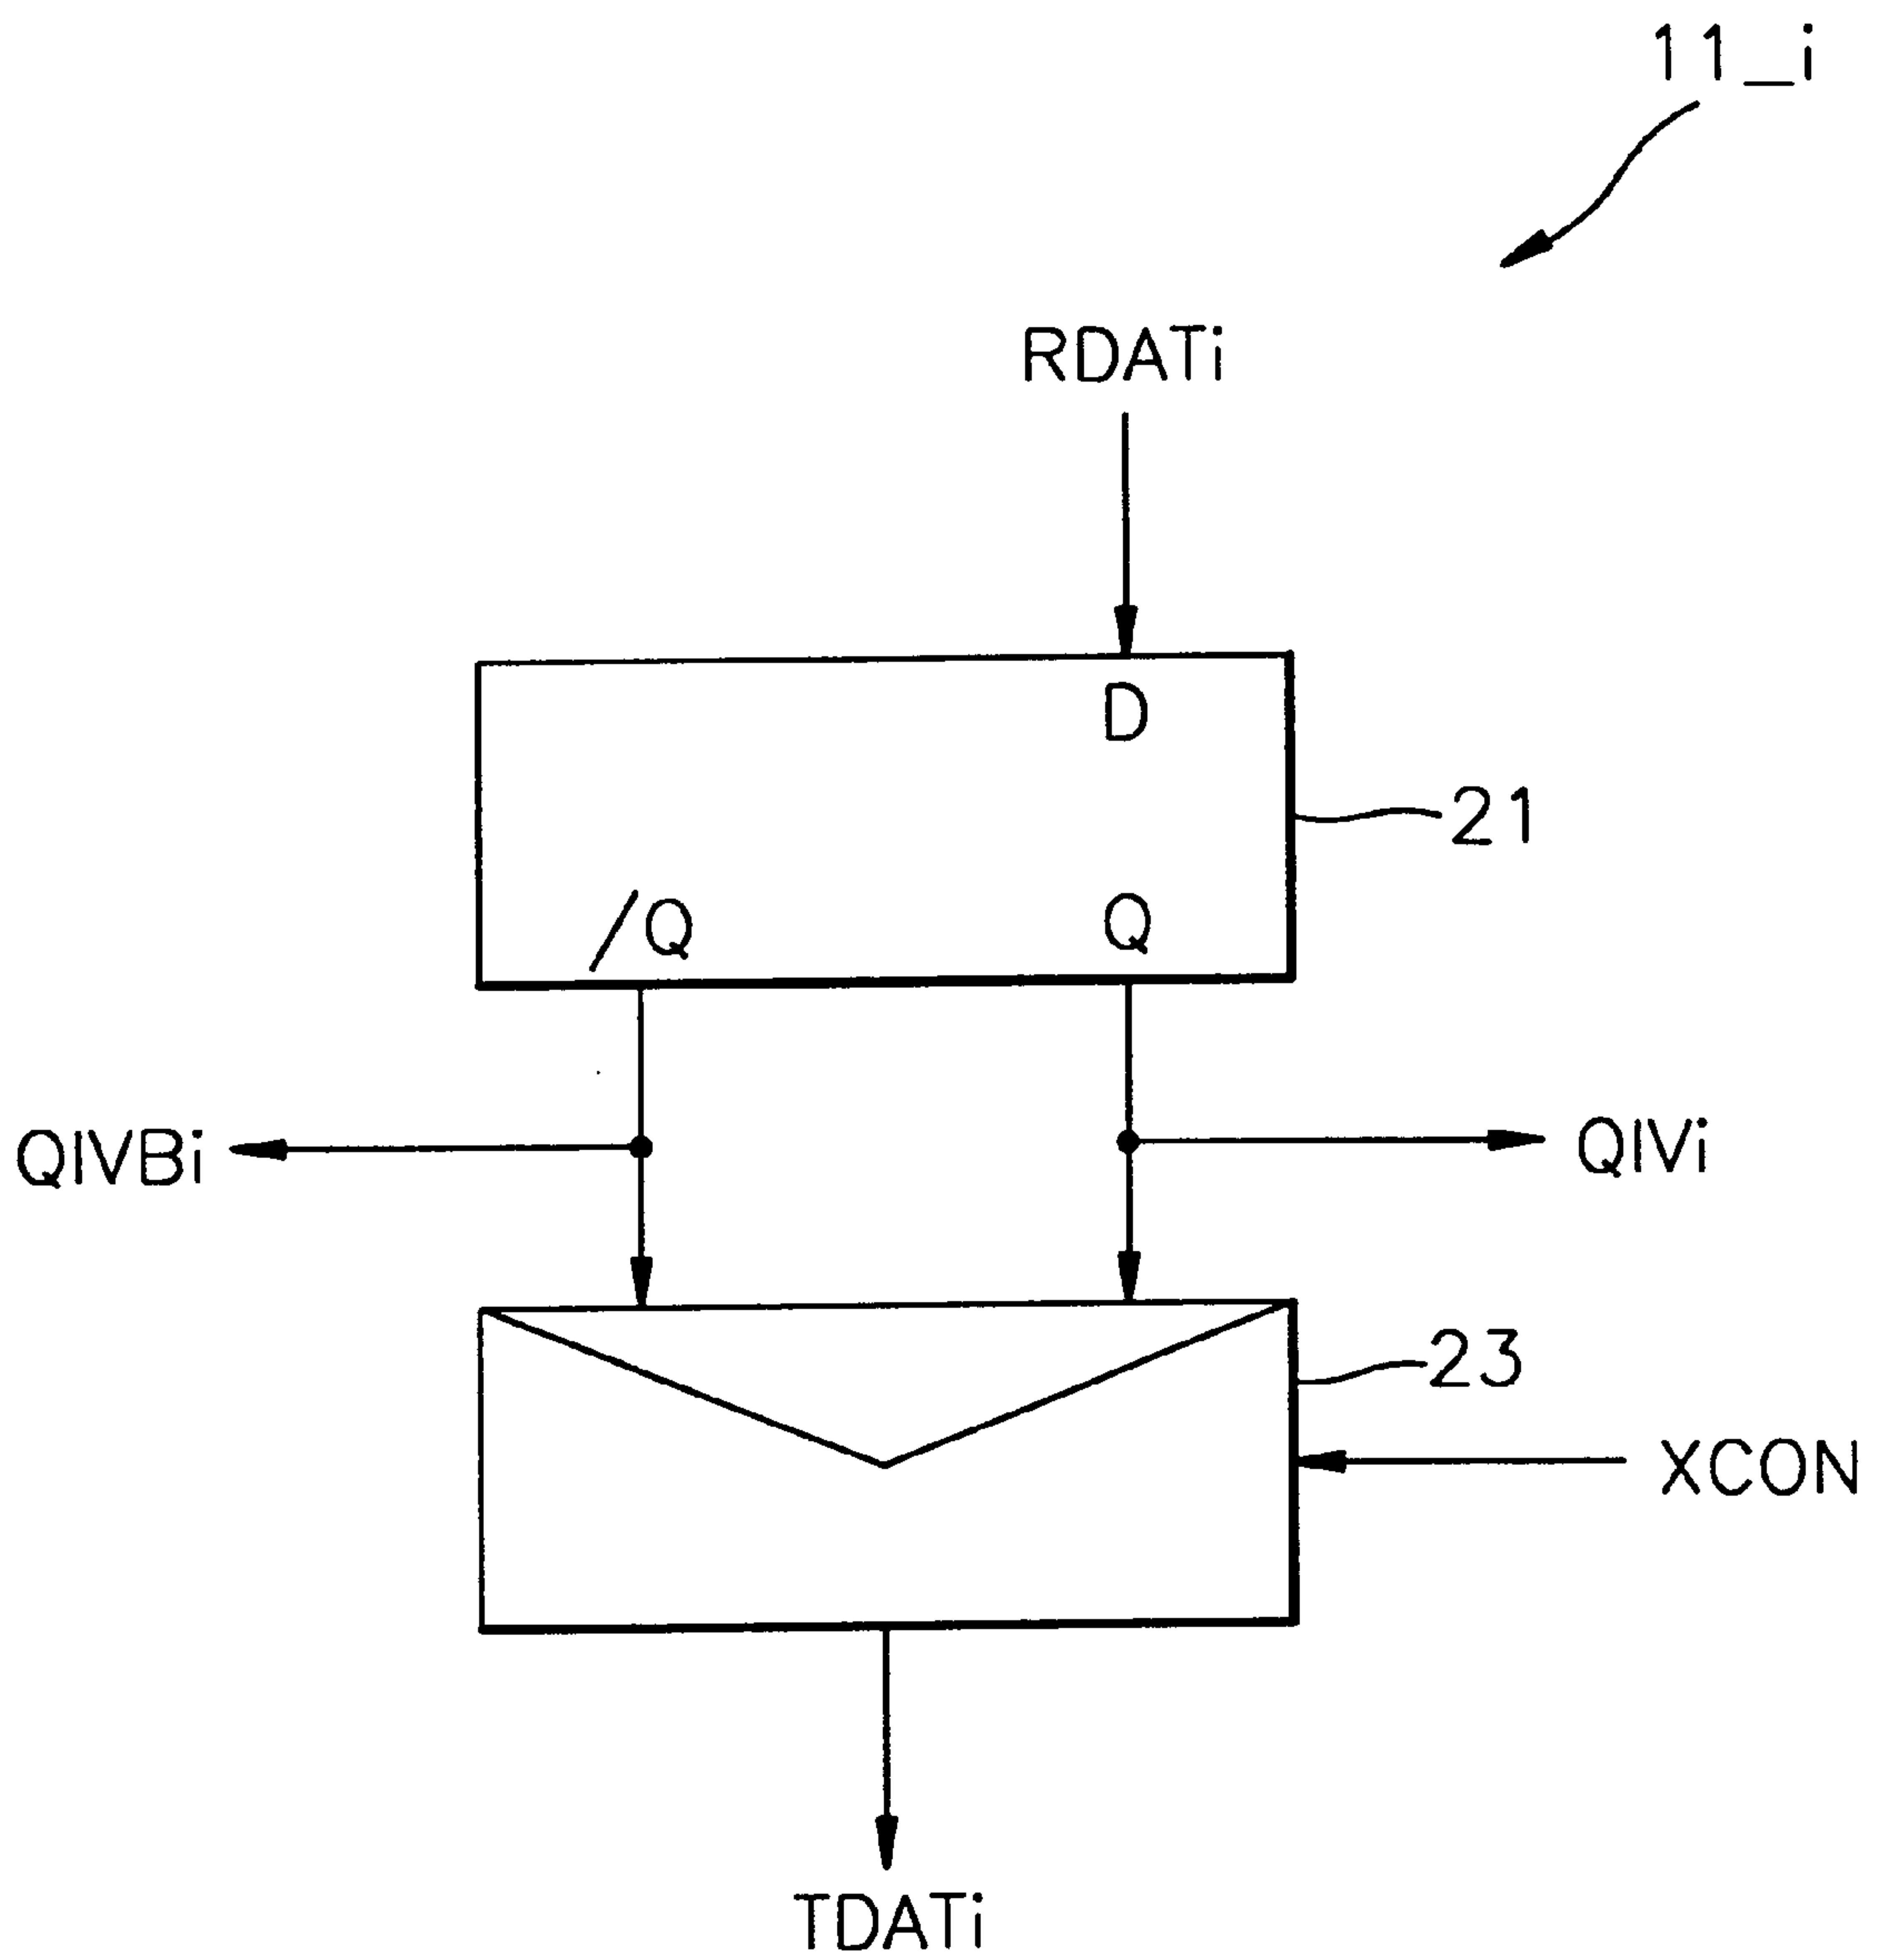 11_i
RDATi
D
21
/Q Q
QIVBi QIVi
23
XCON
TDATi